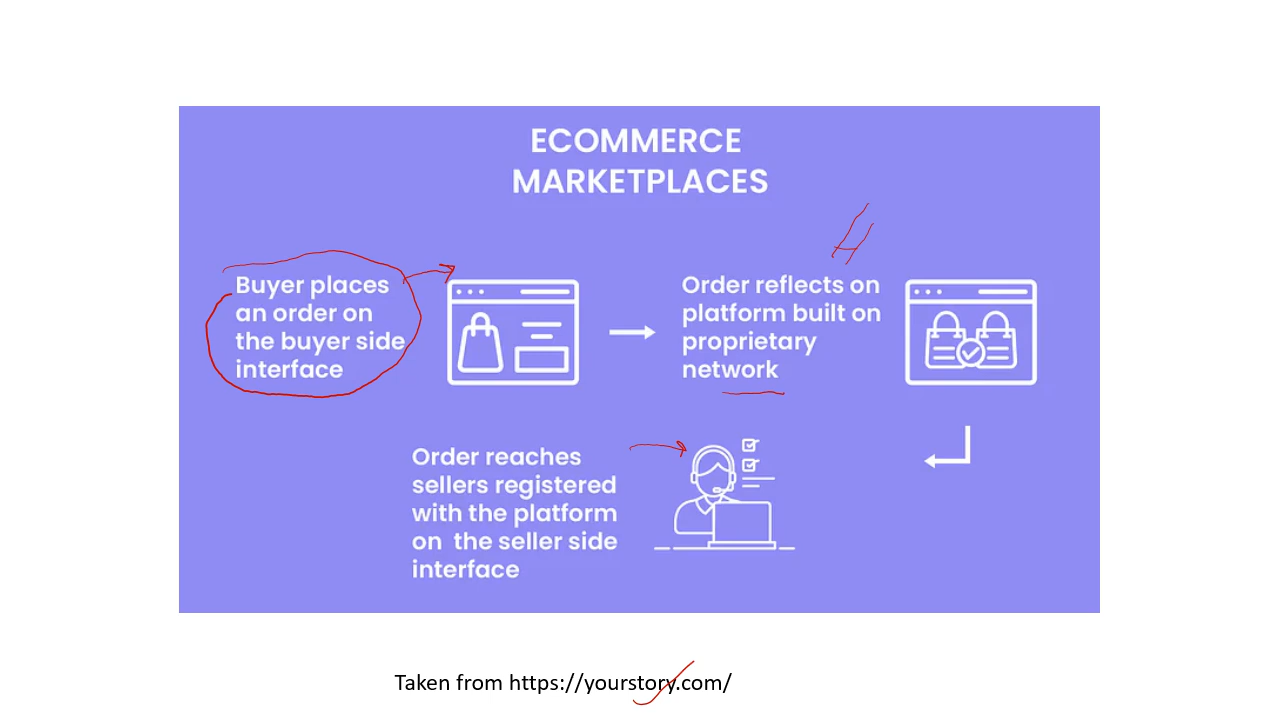 ECOMMERCE
MARKETPLACES
Buyer places
an order on
the buyer side
interface
Order reflects on
platform built on
proprietary
network
Order reaches
sellers registered
with the platform
on the seller side
interface
Taken from https://yourstory.com/